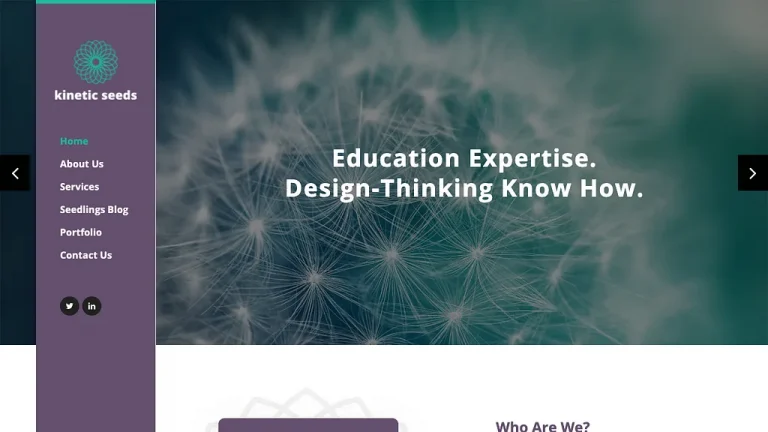 kinetic seeds
Home
About Us
Services
Seedlings Blog
Portfolio
Contact Us
Education Expertise.
Design-Thinking Know How.
Who Are We?